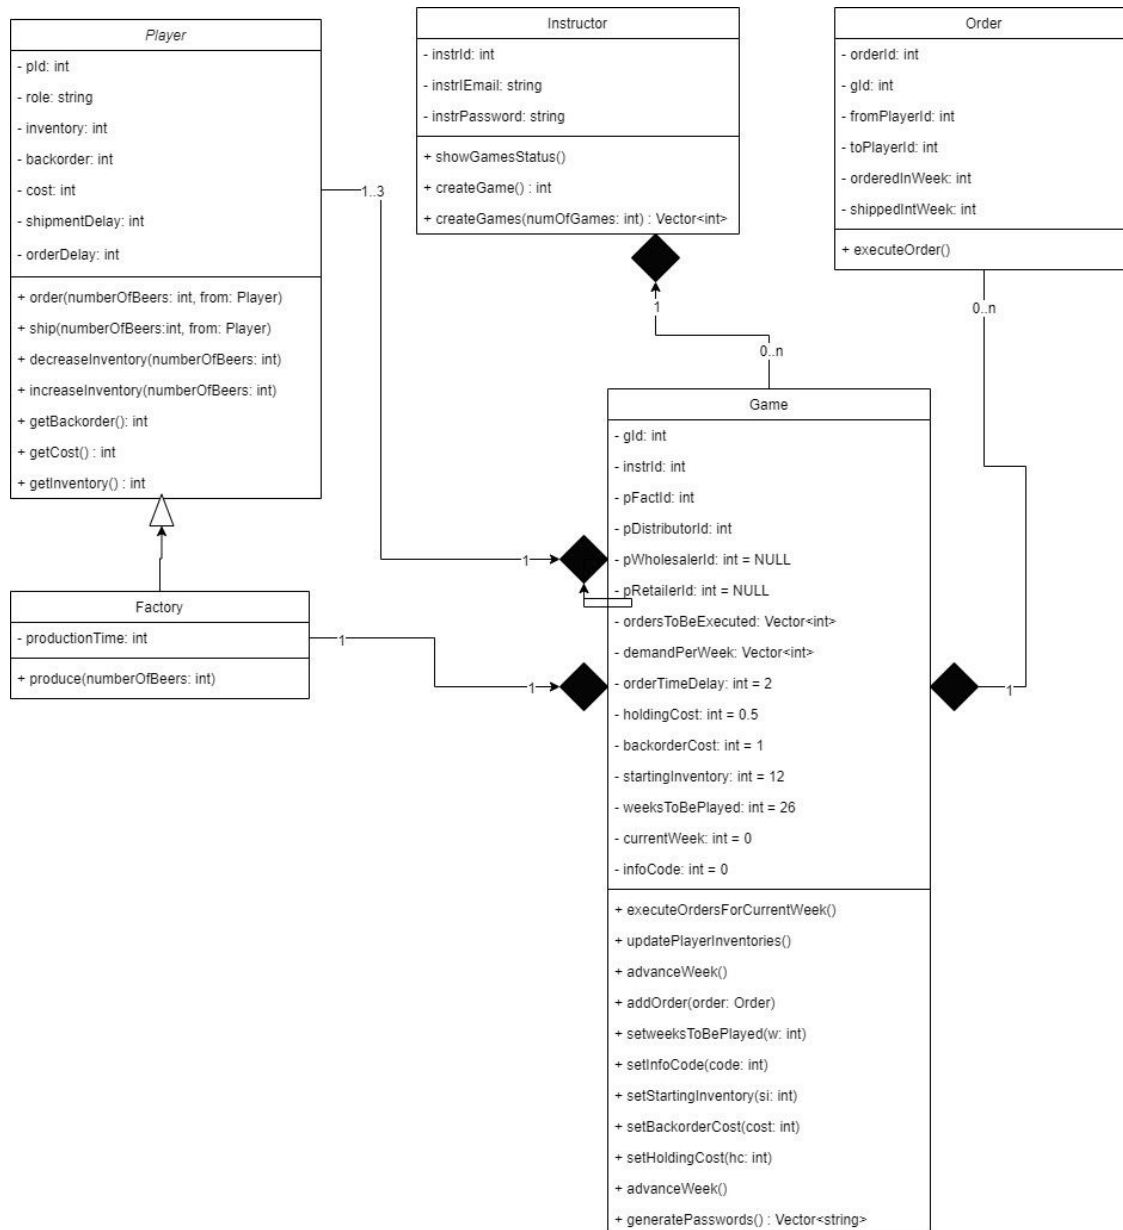 Player
- pId: int
- role: string
- inventory: int
- backorder: int
- cost: int
- shipmentDelay: int
- orderDelay: int
+ order(numberOfBeers: int, from: Player)
+ ship(numberOfBeers:int, from: Player)
+ decreaseInventory(numberOfBeers: int)
+ increaseInventory(numberOfBeers: int)
+ getBackorder(): int
+ getCost() : int
+ getInventory() : int
1..3
Instructor
- instrId: int
- instrlEmail: string
- instrPassword: string
+ showGamesStatus()
+ createGame() : int
+ createGames(numOfGames: int) : Vector<int>
1
0..n
Order
- orderId: int
- gId: int
- fromPlayerId: int
- toPlayerId: int
- orderedInWeek: int
- shippedIntWeek: int
+ executeOrder()
0..n
1
Factory
- productionTime: int
+ produce(numberOfBeers: int)
1
1
1
Game
- gId: int
- instrId: int
- pFactId: int
- pDistributorId: int
- pWholesalerId: int = NULL
- pRetailerId: int = NULL
- ordersToBeExecuted: Vector<int>
- demandPerWeek: Vector<int>
- orderTimeDelay: int = 2
- holdingCost: int = 0.5
- backorderCost: int = 1
- startingInventory: int = 12
- weeksToBePlayed: int = 26
- currentWeek: int = 0
- infoCode: int = 0
+ executeOrdersForCurrentWeek()
+ updatePlayerInventories()
+ advanceWeek()
+ addOrder(order: Order)
+ setweeksToBePlayed(w: int)
+ setInfoCode(code: int)
+ setStartingInventory(si: int)
+ setBackorderCost(cost: int)
+ setHoldingCost(hc: int)
+ advanceWeek()
+ generatePasswords() : Vector<string>